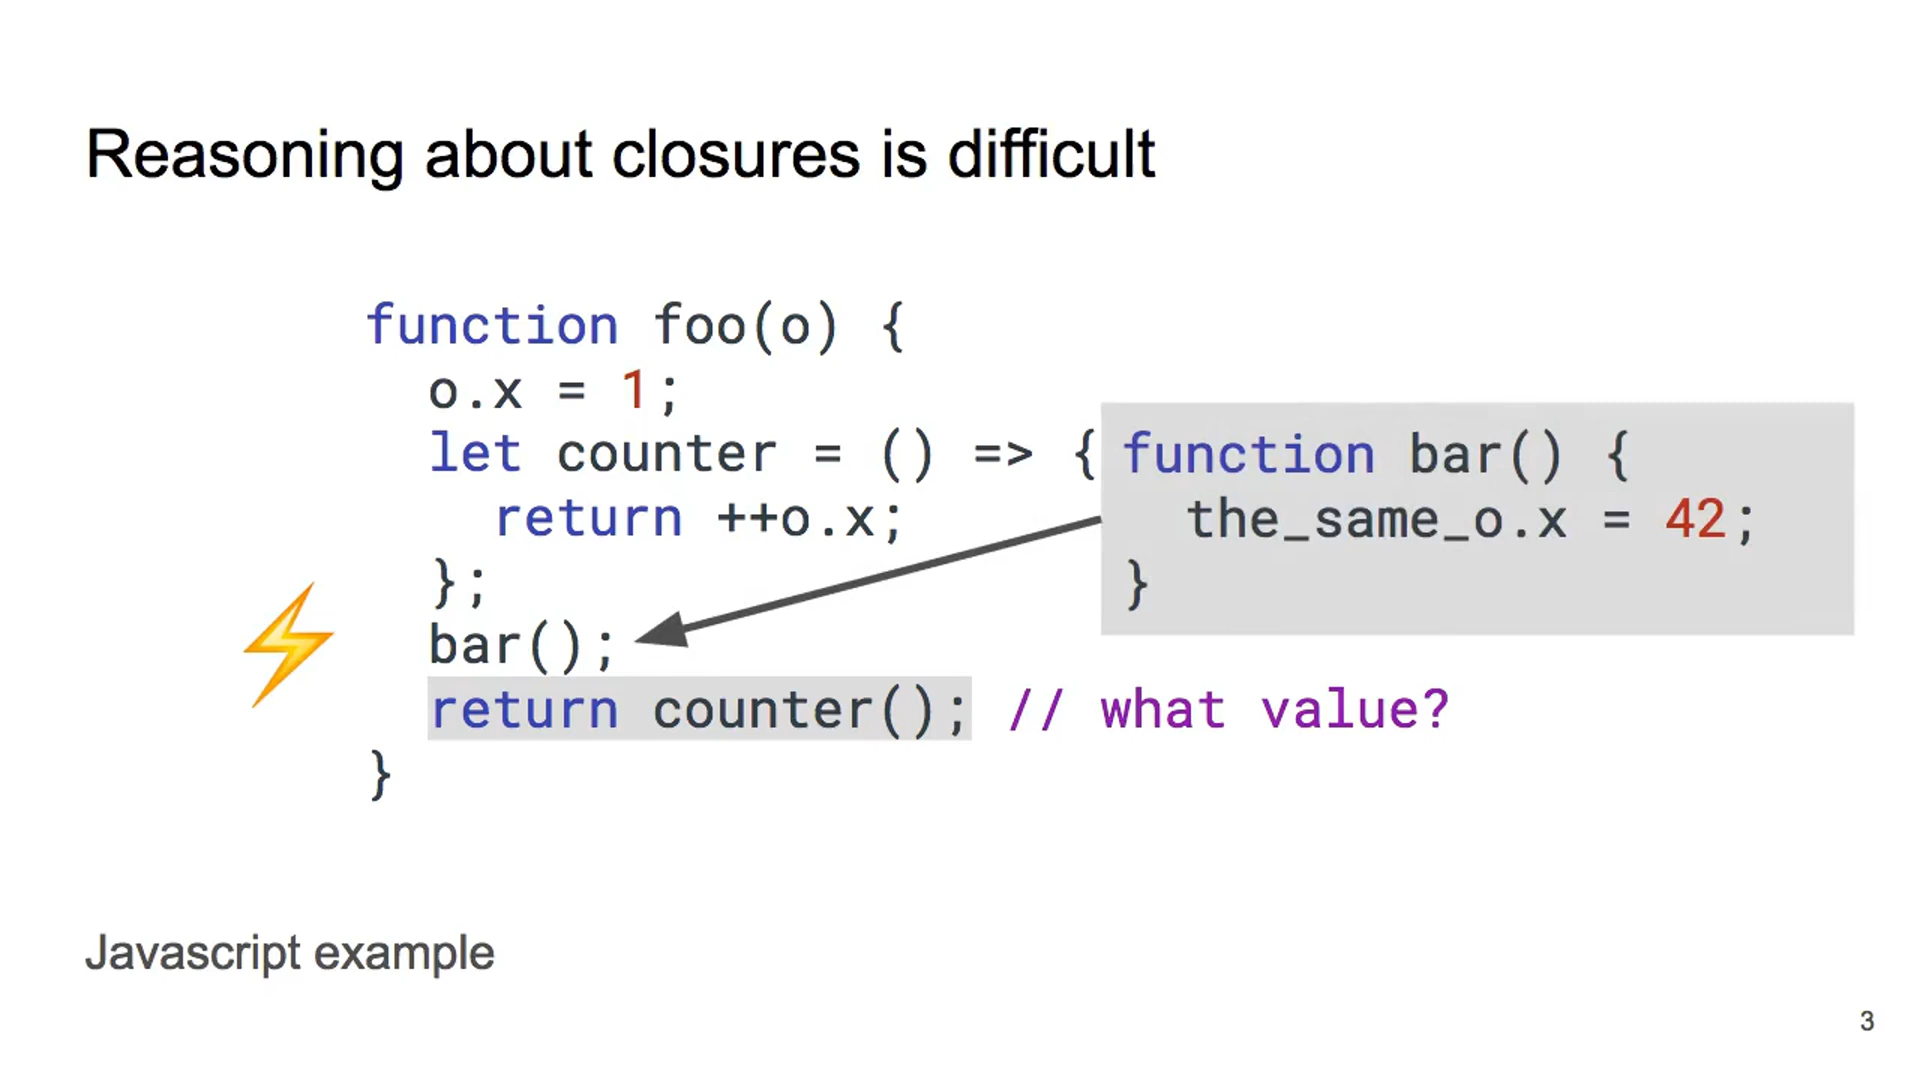 Reasoning about closures is difficult
function foo(o) {
o.x = 1;
let counter = () => {
return ++o.x;
};
bar();
return counter(); // what value?
}
function bar() {
the_same_o.x = 42;
}
Javascript example
3